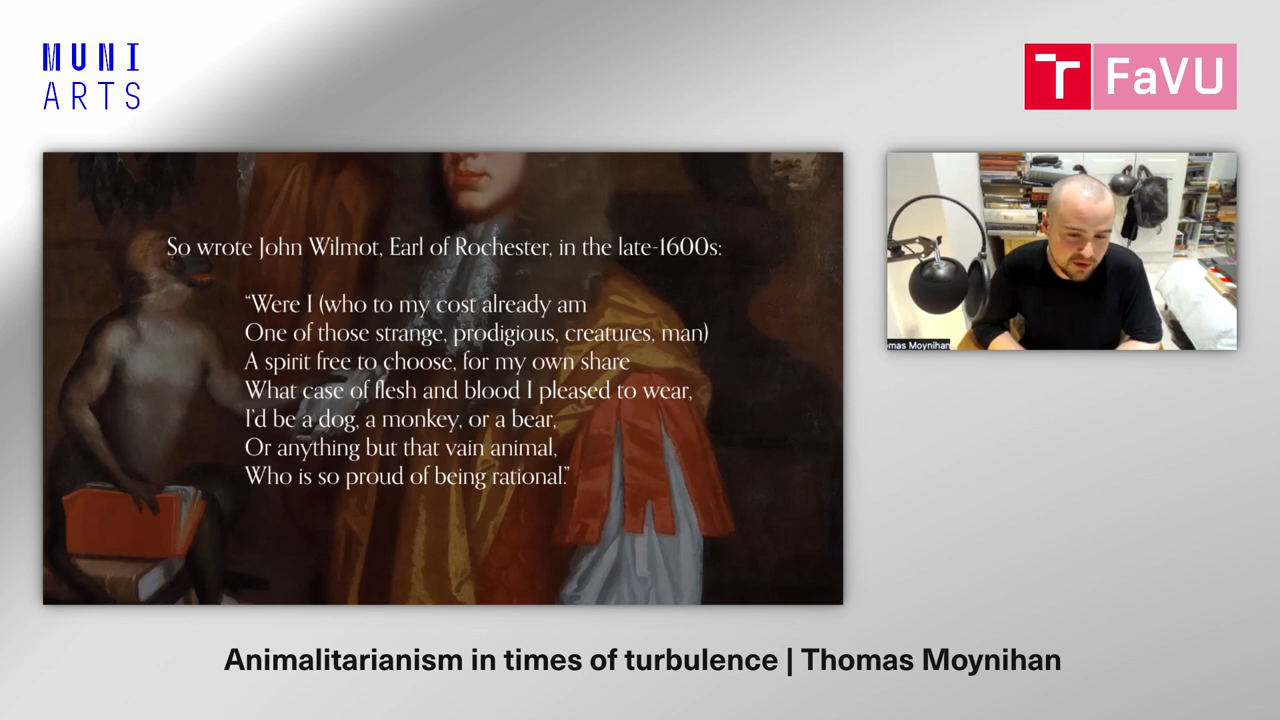 MUNI
ARTS
T FaVU
So wrote John Wilmot, Earl of Rochester, in the late-1600s:
“Were I (who to my cost already am
One of those strange, prodigious, creatures, man)
A spirit free to choose, for my own share
What case of flesh and blood I pleased to wear,
I’d be a dog, a monkey, or a bear,
Or anything but that vain animal,
Who is so proud of being rational.”
omas Moynihan
Animalitarianism in times of turbulence | Thomas Moynihan